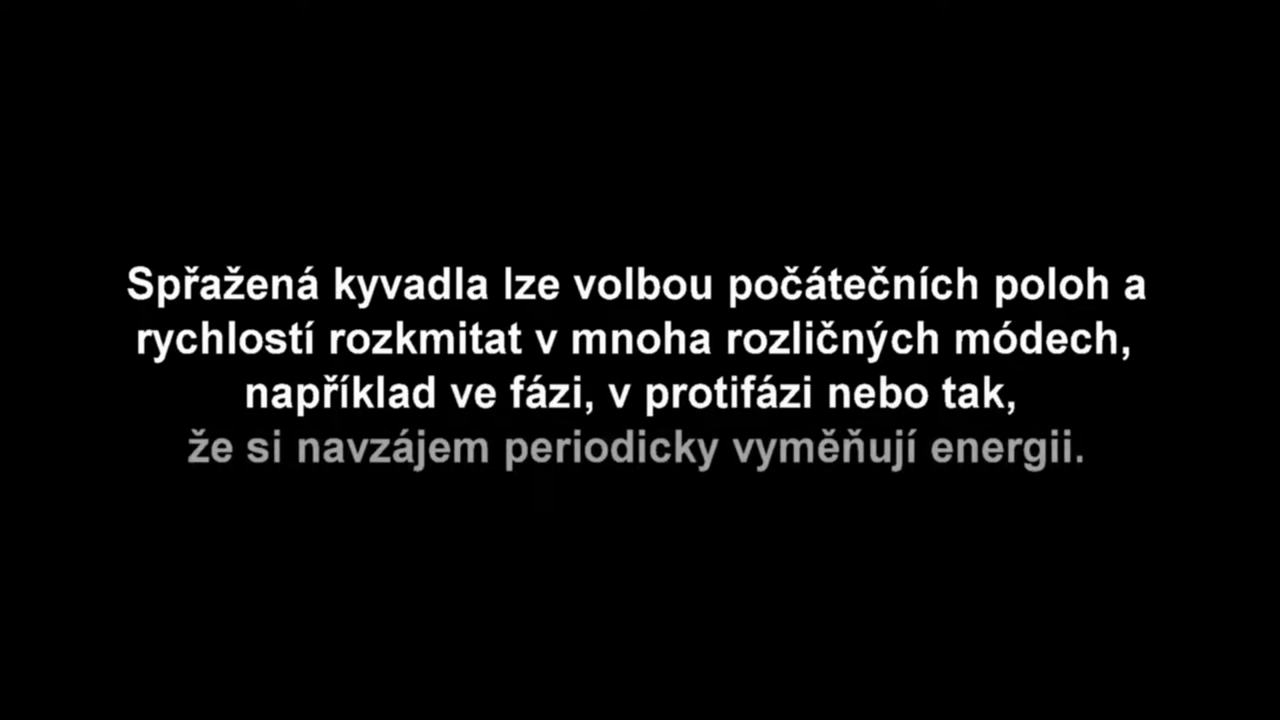 Spřažená kyvadla lze volbou počátečních poloh a
rychlostí rozkmitat v mnoha rozličných módech,
například ve fázi, v protifázi nebo tak,
že si navzájem periodicky vyměňují energii.